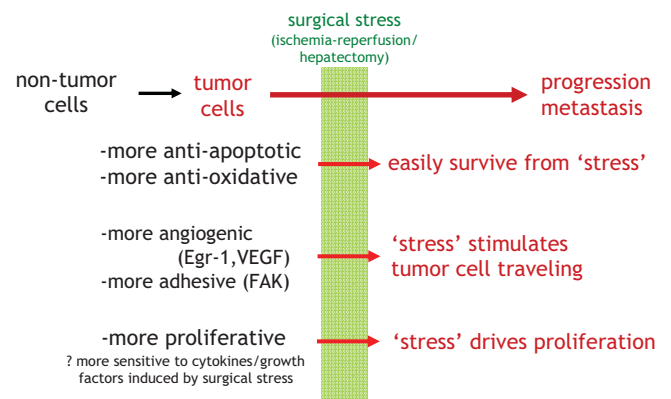 surgical stress
(ischemia-reperfusion/
hepatectomy)
non-tumor
cells
tumor
cells
progression
metastasis
-more anti-apoptotic
-more anti-oxidative
easily survive from ‘stress’
-more angiogenic
(Egr-1,VEGF)
-more adhesive (FAK)
‘stress’ stimulates
tumor cell traveling
-more proliferative
? more sensitive to cytokines/growth
factors induced by surgical stress
‘stress’ drives proliferation